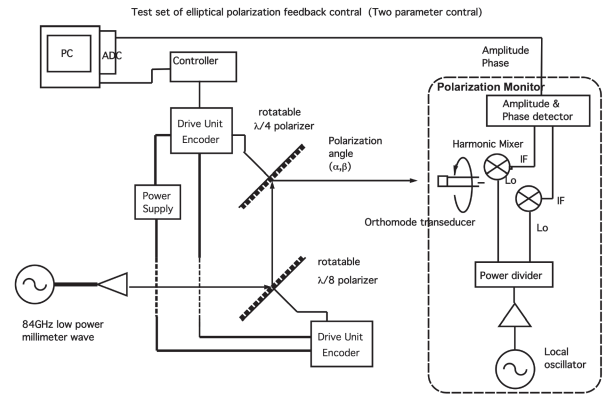 Test set of elliptical polarization feedback contral (Two parameter contral)
PC
ADC
Controller
Amplitude
Phase
Polarization Monitor
Amplitude &
Phase detector
Drive Unit
Encoder
rotatable
λ/4 polarizer
Polarization
angle
(α,β)
Harmonic Mixer
IF
Lo
IF
Lo
Orthomode transeducer
Power
Supply
rotatable
λ/8 polarizer
Power divider
84GHz low power
millimeter wave
Drive Unit
Encoder
Local
oscillator